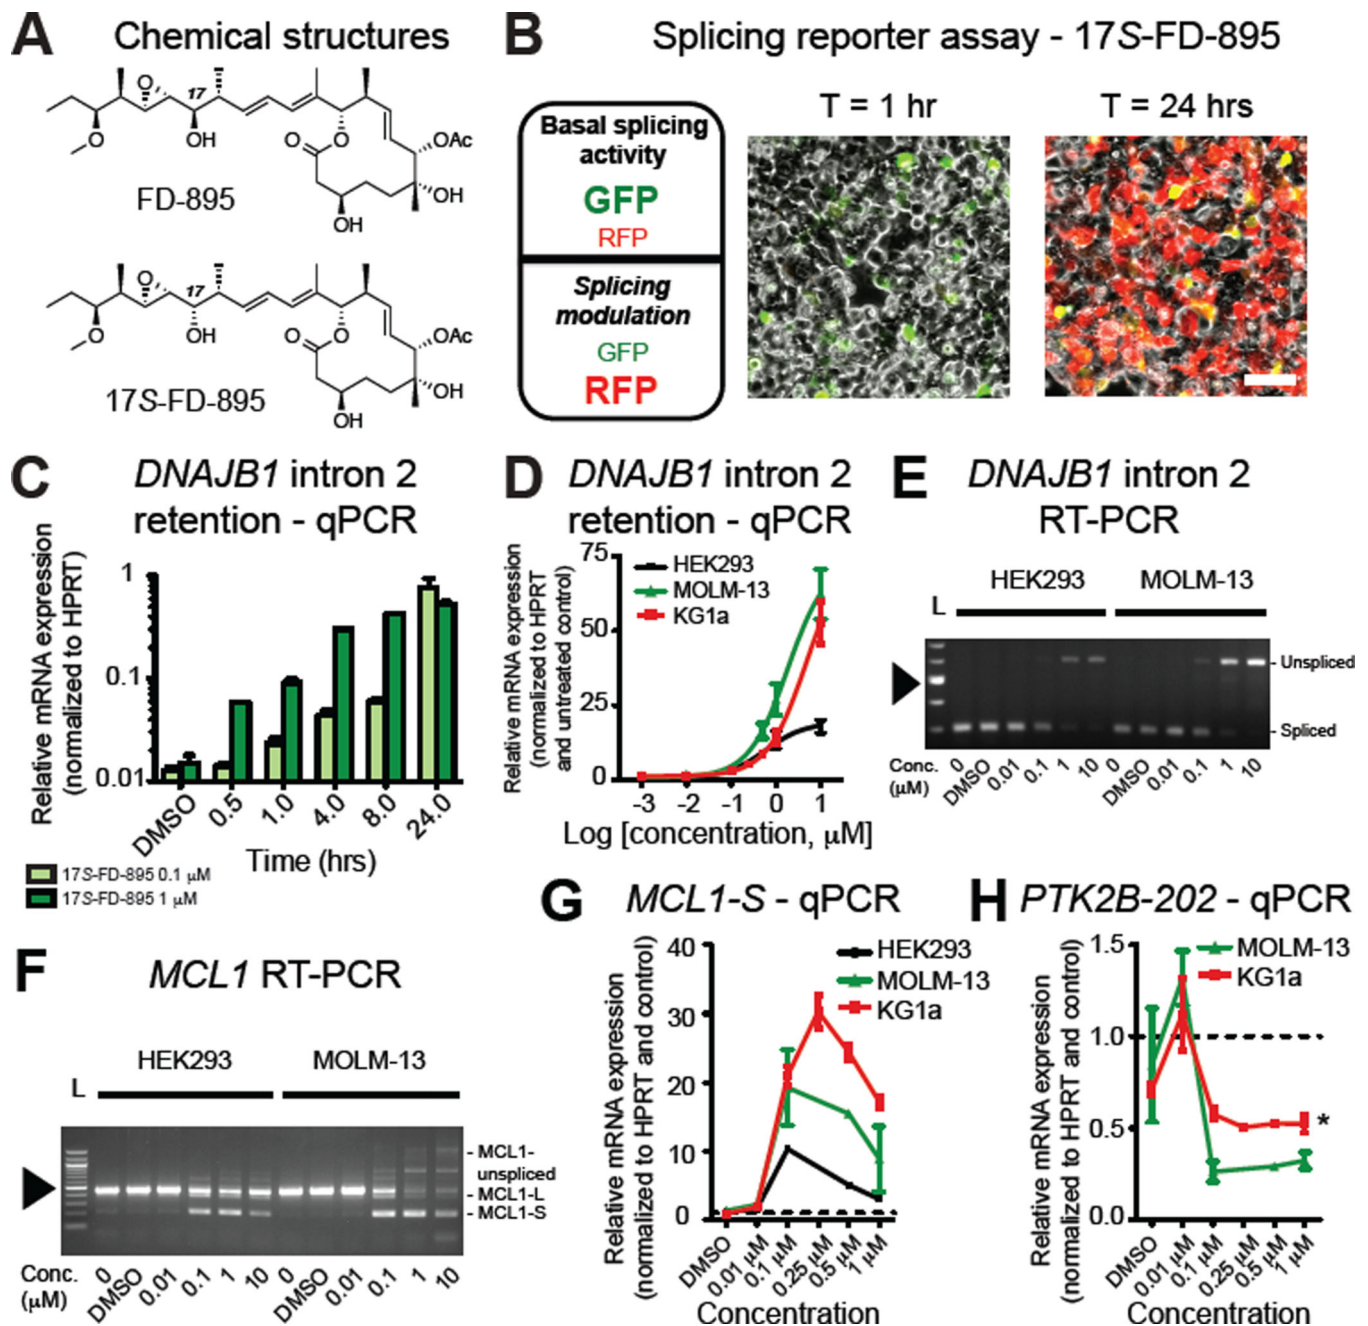 A Chemical structures
O
17
O
OH
O
O
OAc
OH
OH
FD-895
O
17
O
OH
O
O
OAc
OH
OH
17S-FD-895
B Splicing reporter assay - 17S-FD-895
T = 1 hr
T = 24 hrs
Basal splicing
activity
GFP
RFP
Splicing
modulation
GFP
RFP
C DNAJB1 intron 2
retention - qPCR
Relative mRNA expression
(normalized to HPRT)
1
0.1
0.01
DMSO
0.5
1.0
4.0
8.0
24.0
Time (hrs)
17S-FD-895 0.1 μM
17S-FD-895 1 μM
D DNAJB1 intron 2
retention - qPCR
Relative mRNA expression
(normalized to HPRT
and untreated control)
75
50
25
0
HEK293
MOLM-13
KG1a
-3 -2 -1 0 1
Log [concentration, μM]
E DNAJB1 intron 2
RT-PCR
HEK293 MOLM-13
L
- Unspliced
- Spliced
Conc.
(μM)
0 DMSO 0.01 0.1 1 10 0 DMSO 0.01 0.1 1 10
F MCL1 RT-PCR
HEK293 MOLM-13
L
- MCL1-
unspliced
- MCL1-L
- MCL1-S
Conc.
(μM)
0 DMSO 0.01 0.1 1 10 0 DMSO 0.01 0.1 1 10
G MCL1-S - qPCR
Relative mRNA expression
(normalized to HPRT and control)
40
30
20
10
0
HEK293
MOLM-13
KG1a
DMSO
0.01 μM
0.1 μM
0.25 μM
0.5 μM
1 μM
Concentration
H PTK2B-202 - qPCR
Relative mRNA expression
(normalized to HPRT and control)
1.5
1.0
0.5
0.0
MOLM-13
KG1a
*
DMSO
0.01 μM
0.1 μM
0.25 μM
0.5 μM
1 μM
Concentration